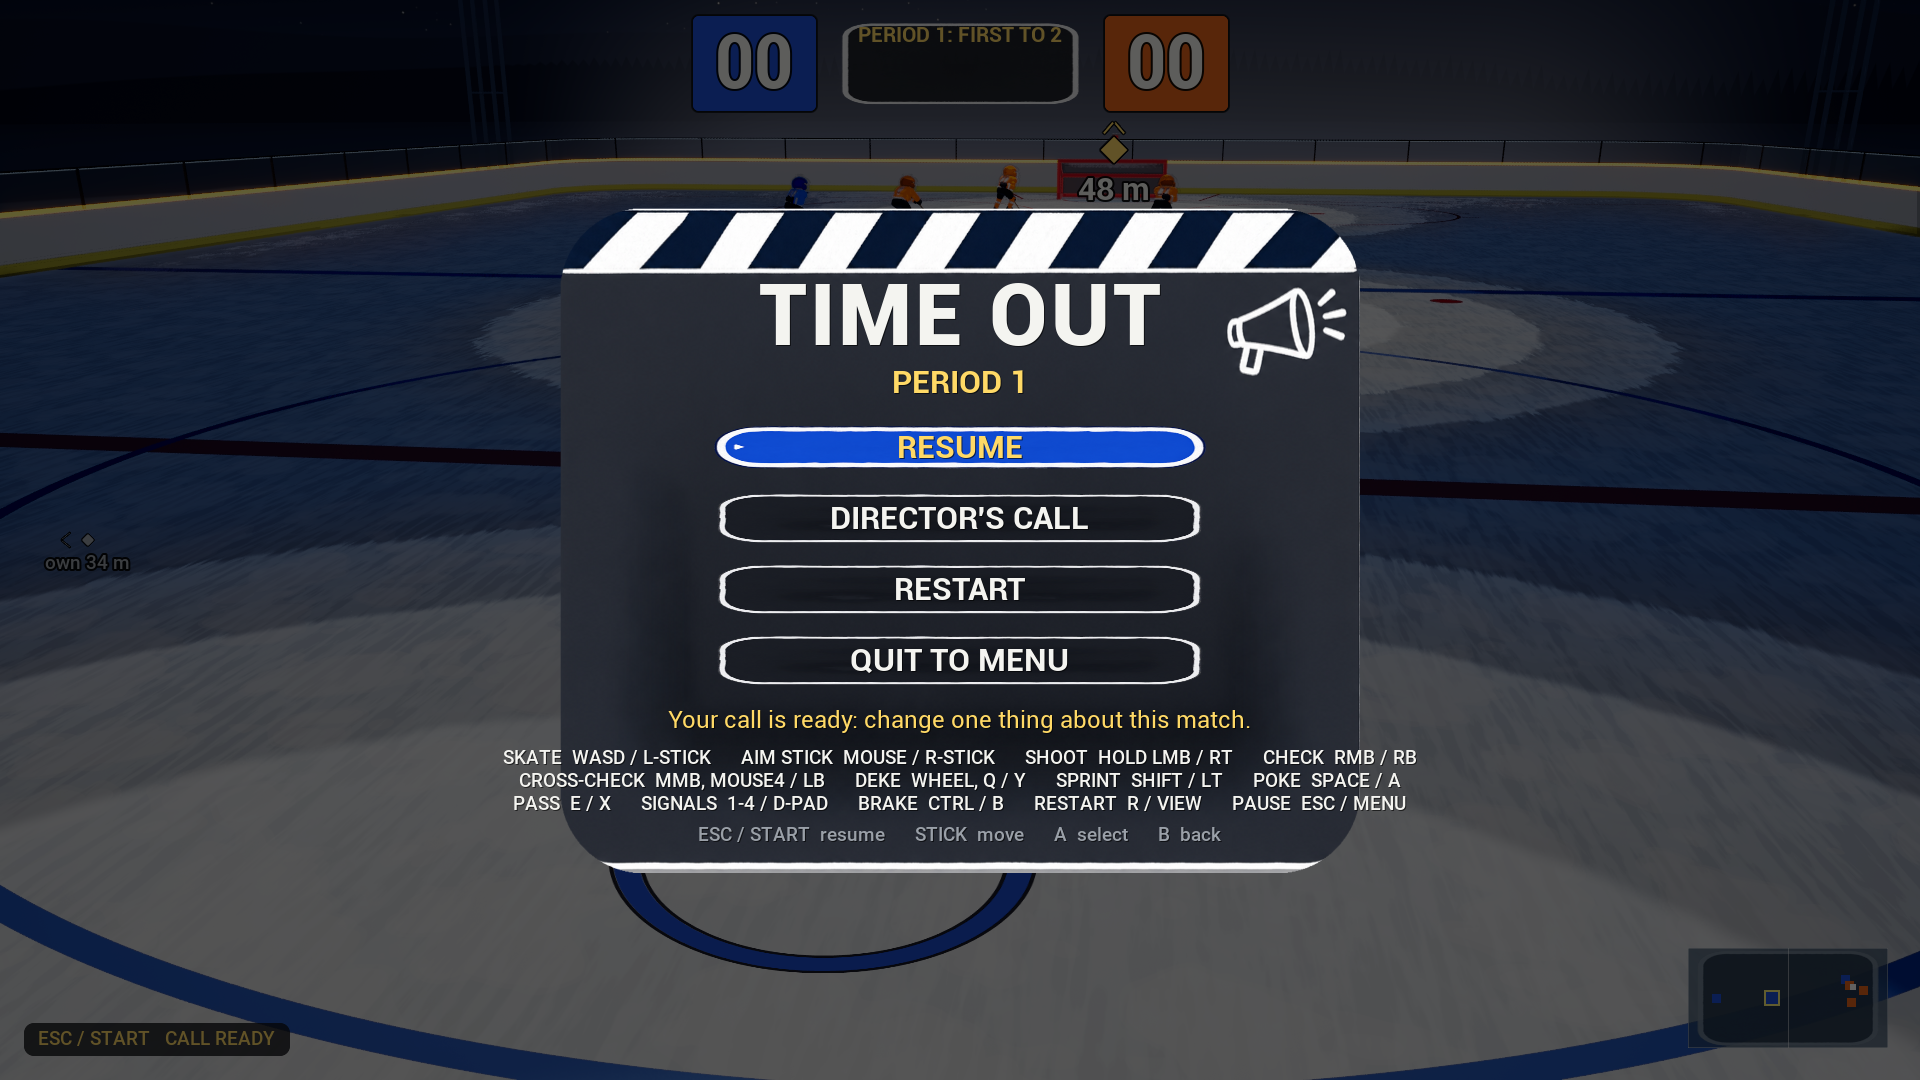 00
PERIOD 1: FIRST TO 2
00
48 m
TIME OUT
PERIOD 1
RESUME
DIRECTOR'S CALL
own 34 m
RESTART
QUIT TO MENU
Your call is ready: change one thing about this match.
SKATE WASD / L-STICK AIM STICK MOUSE / R-STICK SHOOT HOLD LMB / RT CHECK RMB / RB
CROSS-CHECK MMB, MOUSE4 / LB DEKE WHEEL, Q / Y SPRINT SHIFT / LT POKE SPACE / A
PASS E / X SIGNALS 1-4 / D-PAD BRAKE CTRL / B RESTART R / VIEW PAUSE ESC / MENU
ESC / START resume STICK move A select B back
ESC / START CALL READY